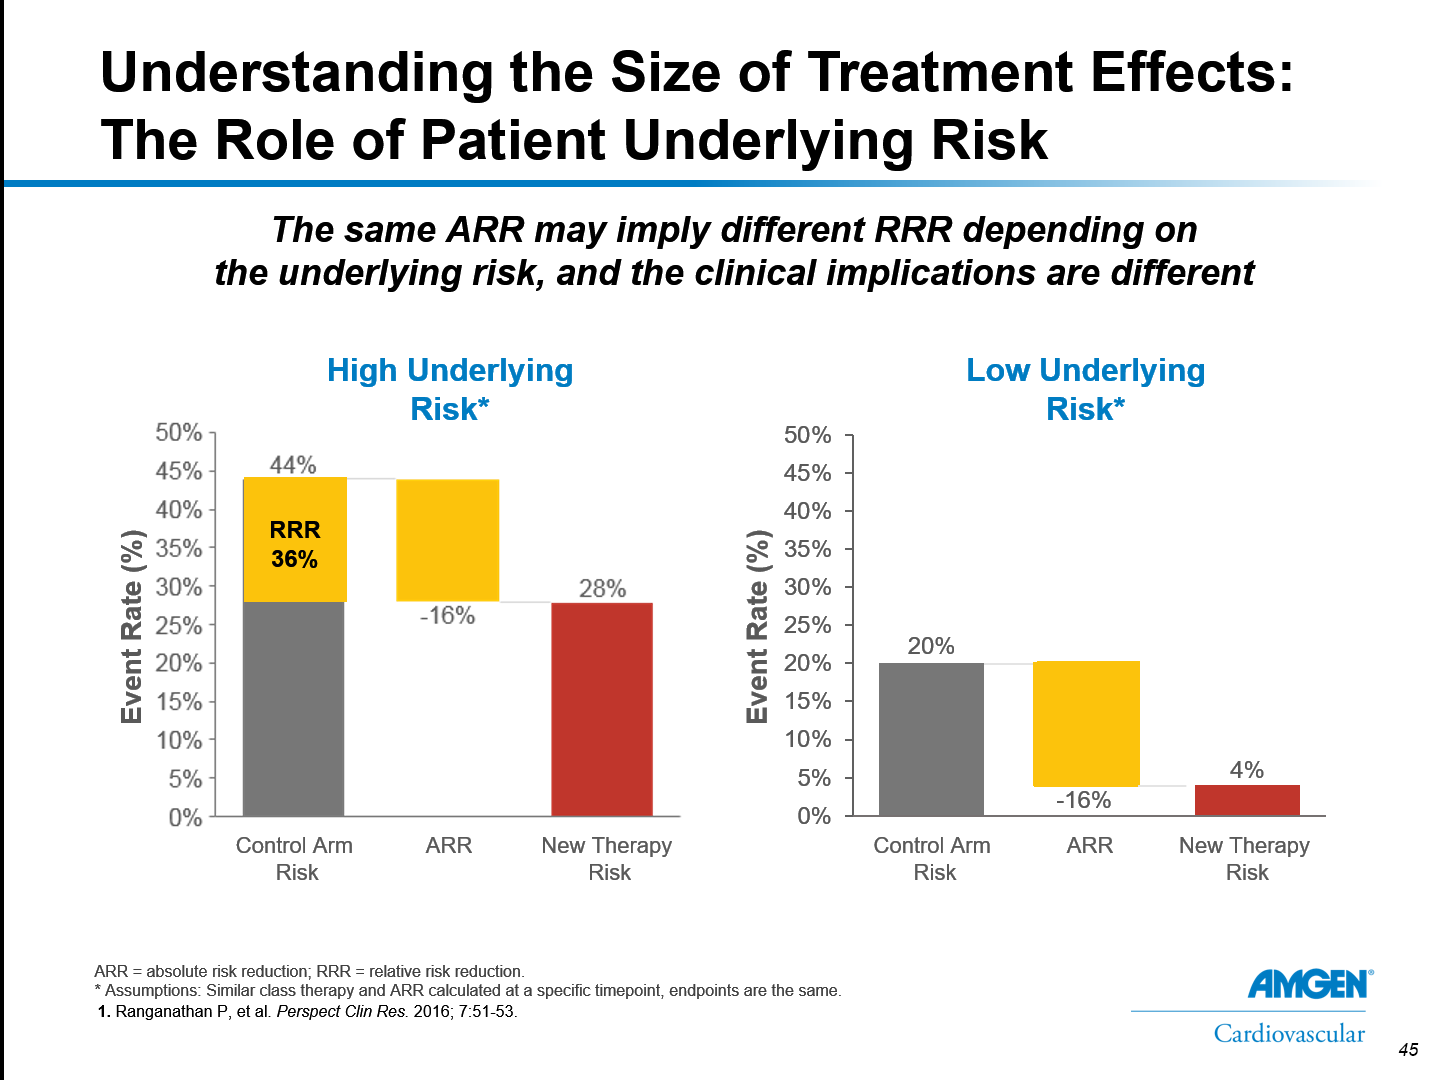 Understanding the Size of Treatment Effects:
The Role of Patient Underlying Risk
The same ARR may imply different RRR depending on
the underlying risk, and the clinical implications are different
High Underlying
Risk*
50%
45%
40%
35%
30%
25%
20%
15%
10%
5%
0%
Event Rate (%)
44%
RRR
36%
-16%
28%
Control Arm
Risk
ARR
New Therapy
Risk
Low Underlying
Risk*
50%
45%
40%
35%
30%
25%
20%
15%
10%
5%
0%
Event Rate (%)
20%
-16%
4%
Control Arm
Risk
ARR
New Therapy
Risk
ARR = absolute risk reduction; RRR = relative risk reduction.
* Assumptions: Similar class therapy and ARR calculated at a specific timepoint, endpoints are the same.
1. Ranganathan P, et al. Perspect Clin Res. 2016; 7:51-53.
AMGEN®
Cardiovascular
45